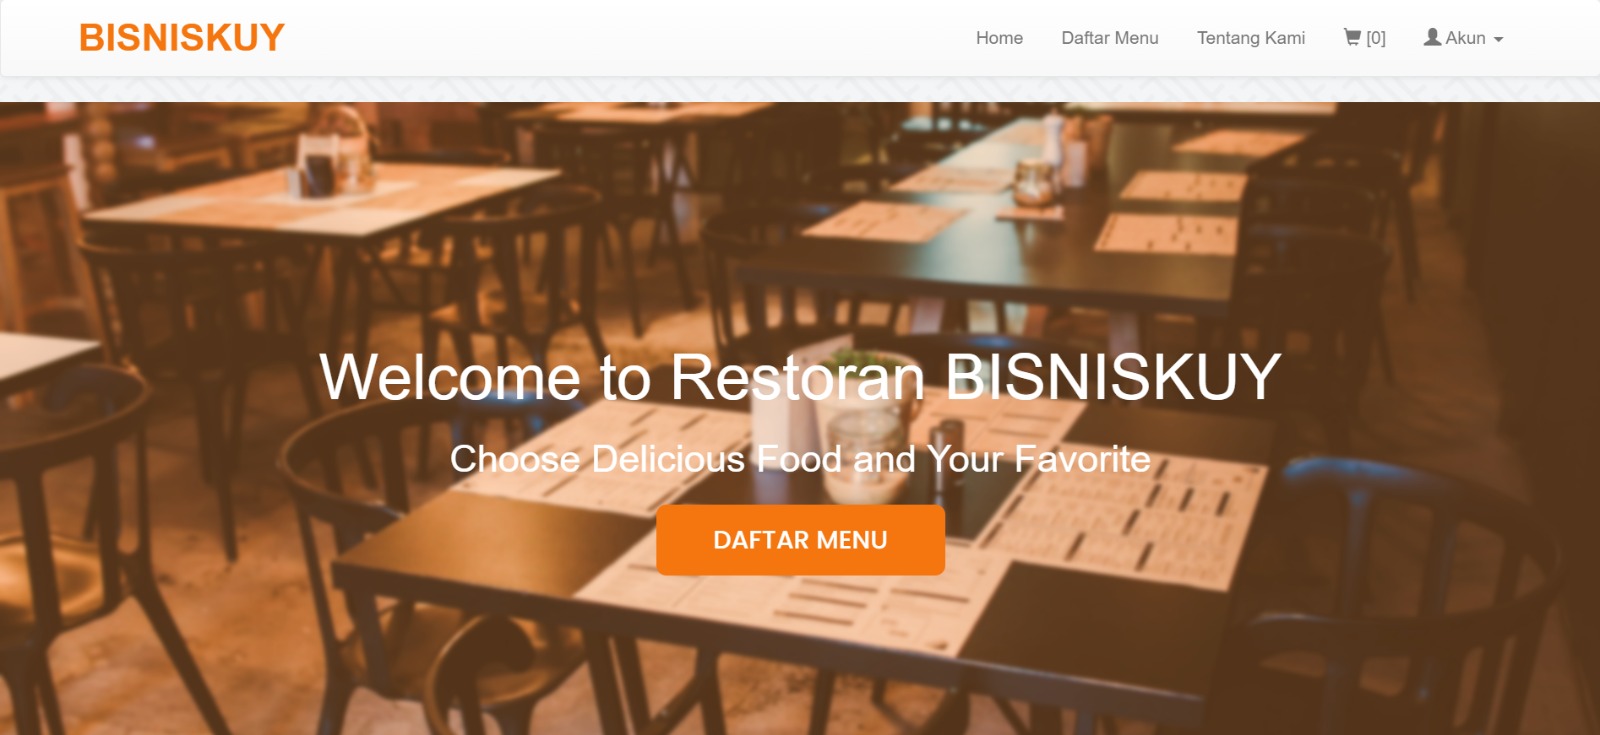 BISNISKUY
Home Daftar Menu Tentang Kami [0] Akun
Welcome to Restoran BISNISKUY
Choose Delicious Food and Your Favorite
DAFTAR MENU